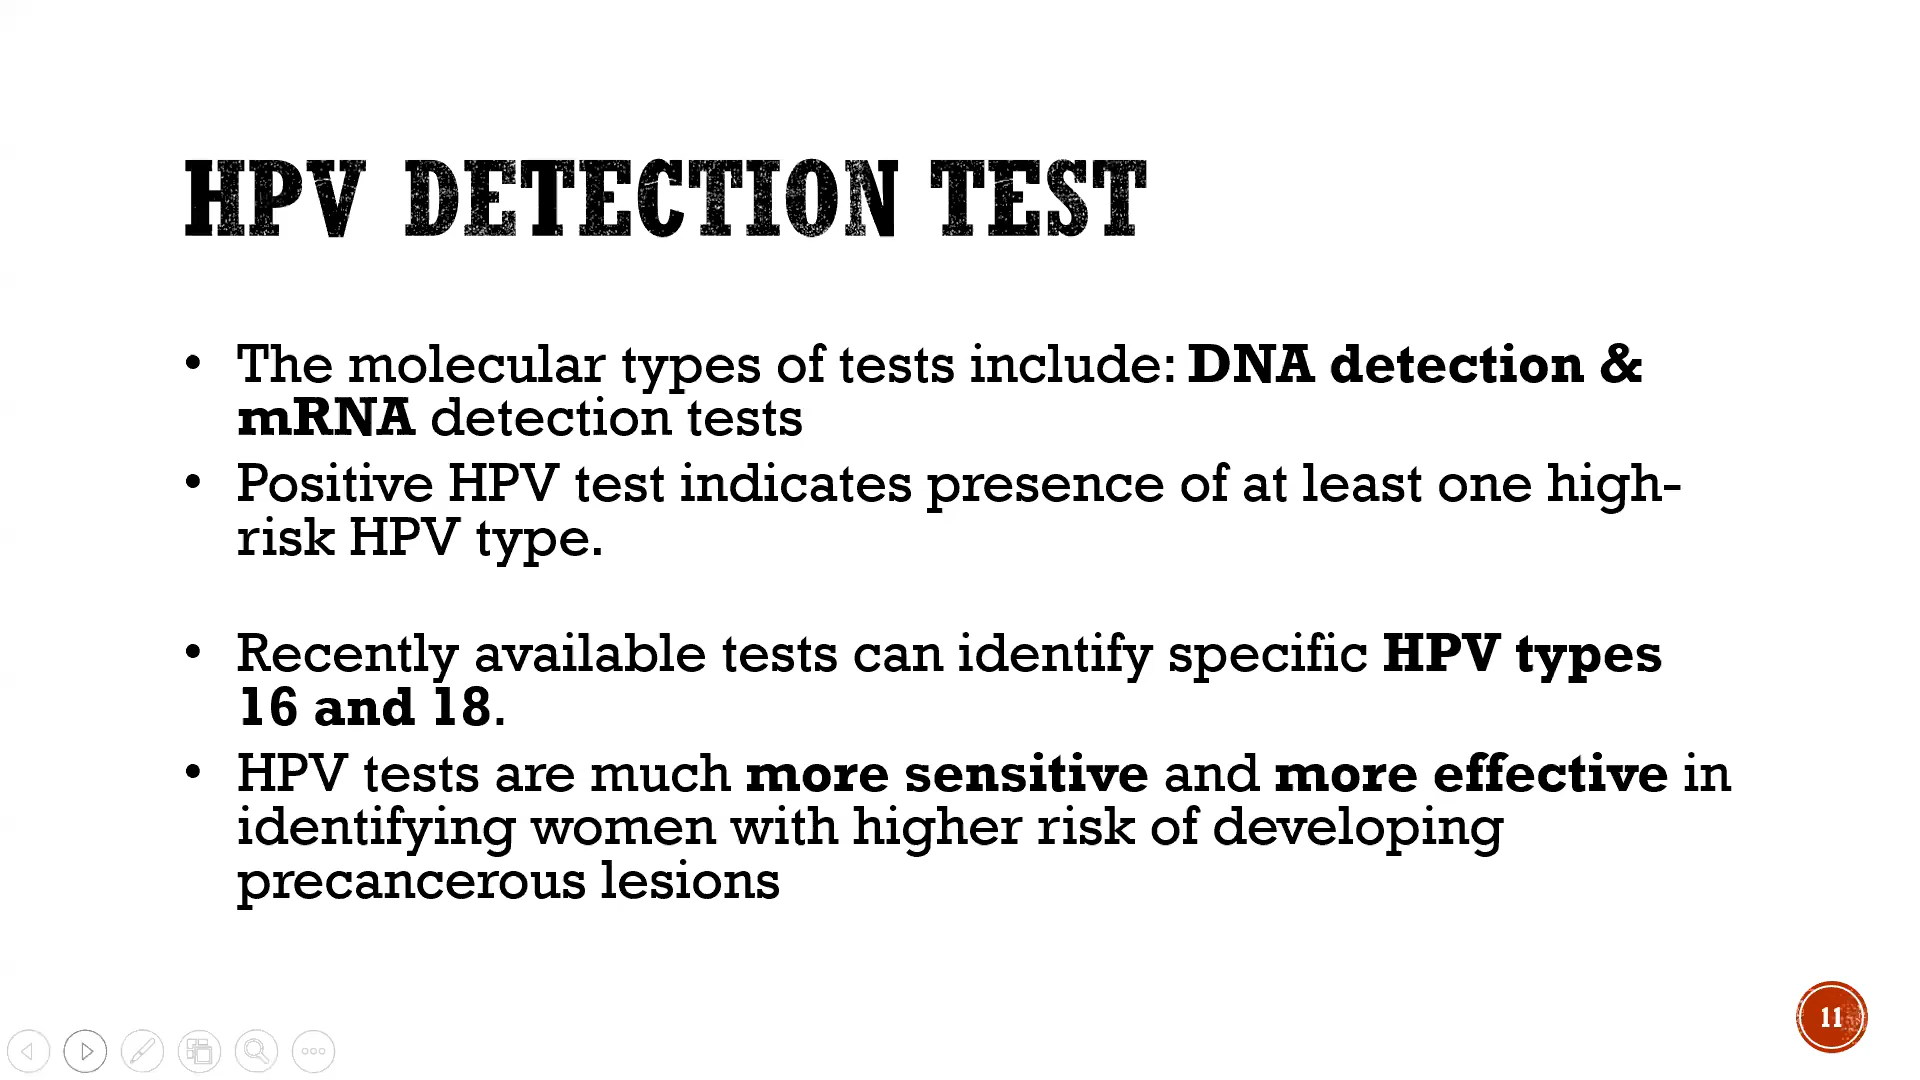 HPV DETECTION TEST
• The molecular types of tests include: DNA detection &
mRNA detection tests
• Positive HPV test indicates presence of at least one high-
risk HPV type.
• Recently available tests can identify specific HPV types
16 and 18.
• HPV tests are much more sensitive and more effective in
identifying women with higher risk of developing
precancerous lesions
11